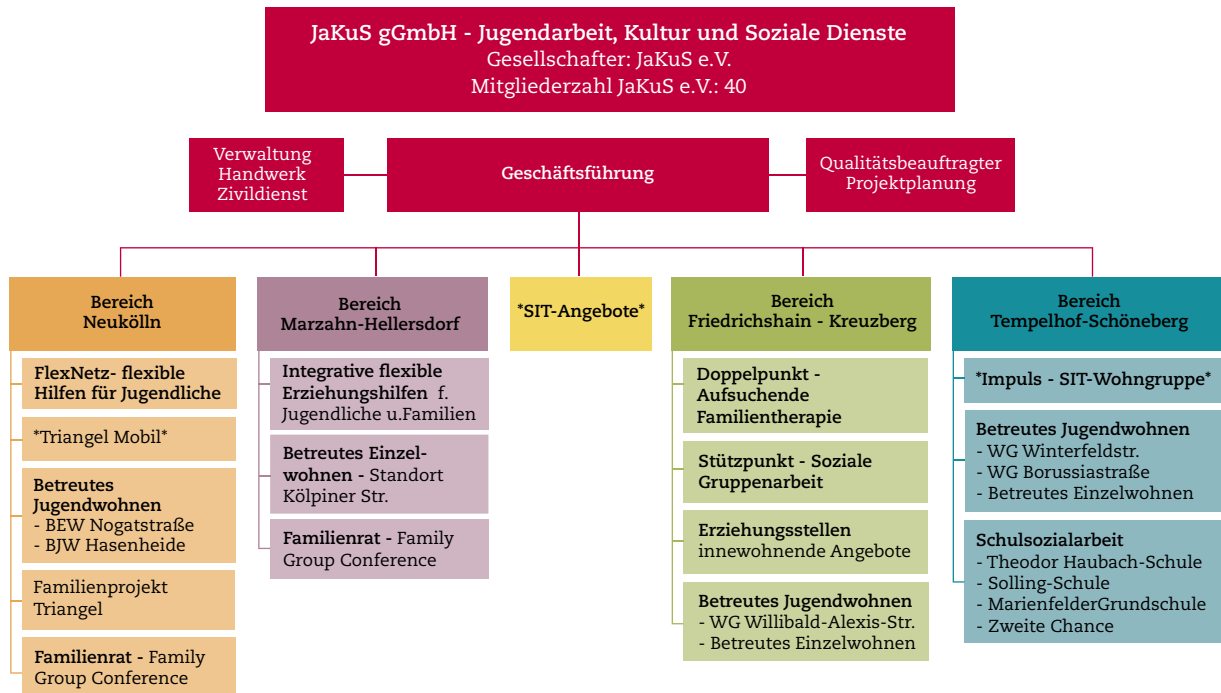 JaKuS gGmbH - Jugendarbeit, Kultur und Soziale Dienste
Gesellschafter: JaKuS e.V.
Mitgliederzahl JaKuS e.V.: 40
Verwaltung
Handwerk
Zivildienst
Geschäftsführung
Qualitätsbeauftragter
Projektplanung
Bereich
Neukölln
FlexNetz- flexible
Hilfen für Jugendliche
*Triangel Mobil*
Betreutes
Jugendwohnen
- BEW Nogatstraße
- BJW Hasenheide
Familienprojekt
Triangel
Familienrat - Family
Group Conference
Bereich
Marzahn-Hellersdorf
Integrative flexible
Erziehungshilfen f.
Jugendliche u.Familien
Betreutes Einzel-
wohnen - Standort
Kölpiner Str.
Familienrat - Family
Group Conference
*SIT-Angebote*
Bereich
Friedrichshain - Kreuzberg
Doppelpunkt -
Aufsuchende
Familientherapie
Stützpunkt - Soziale
Gruppenarbeit
Erziehungsstellen
innewohnende Angebote
Betreutes Jugendwohnen
- WG Willibald-Alexis-Str.
- Betreutes Einzelwohnen
Bereich
Tempelhof-Schöneberg
*Impuls - SIT-Wohngruppe*
Betreutes Jugendwohnen
- WG Winterfeldstr.
- WG Borussiastraße
- Betreutes Einzelwohnen
Schulsozialarbeit
- Theodor Haubach-Schule
- Solling-Schule
- MarienfelderGrundschule
- Zweite Chance